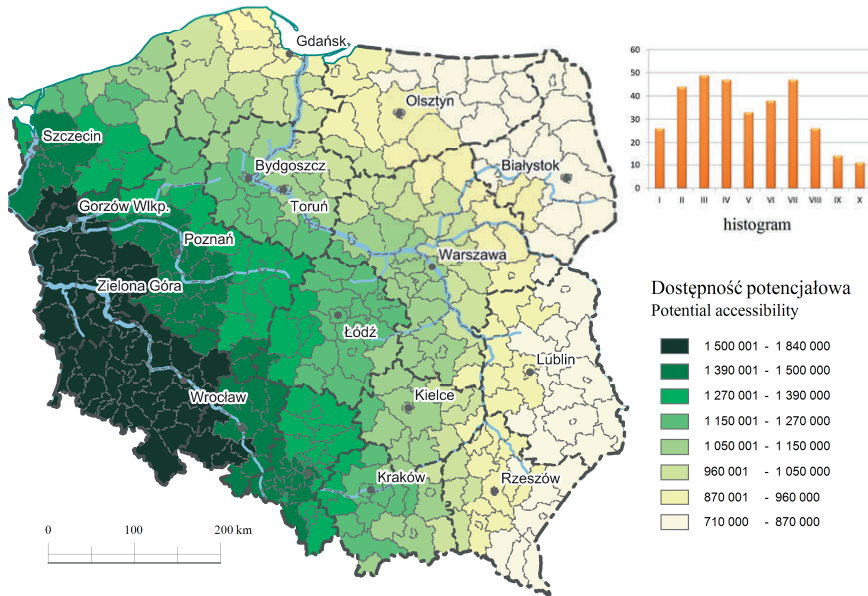 Gdańsk
Olsztyn
Szczecin
Białystok
Bydgoszcz
Toruń
Gorzów Wlkp.
Poznań
Warszawa
Zielona Góra
Łódź
Lublin
Wrocław
Kielce
Kraków
Rzeszów
0 100 200 km
60
50
40
30
20
10
0
I II III IV V VI VII VIII IX X
histogram
Dostępność potencjałowa
Potential accessibility
1 500 001 - 1 840 000
1 390 001 - 1 500 000
1 270 001 - 1 390 000
1 150 001 - 1 270 000
1 050 001 - 1 150 000
960 001 - 1 050 000
870 001 - 960 000
710 000 - 870 000